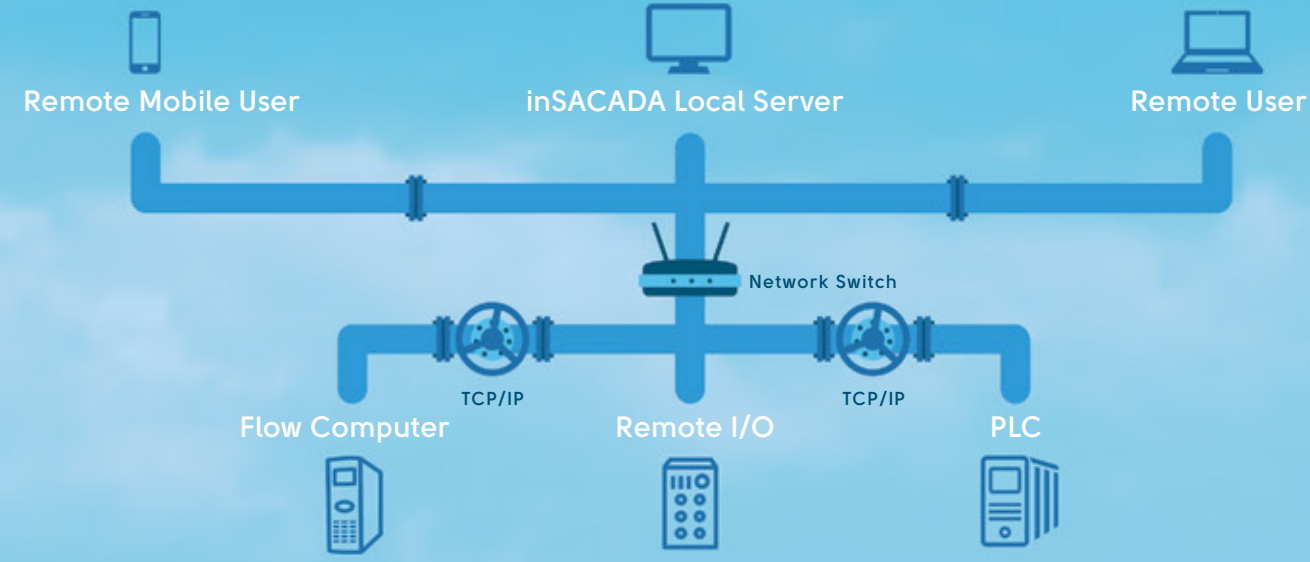 Remote Mobile User
inSACADA Local Server
Remote User
Network Switch
TCP/IP
TCP/IP
Flow Computer
Remote I/O
PLC